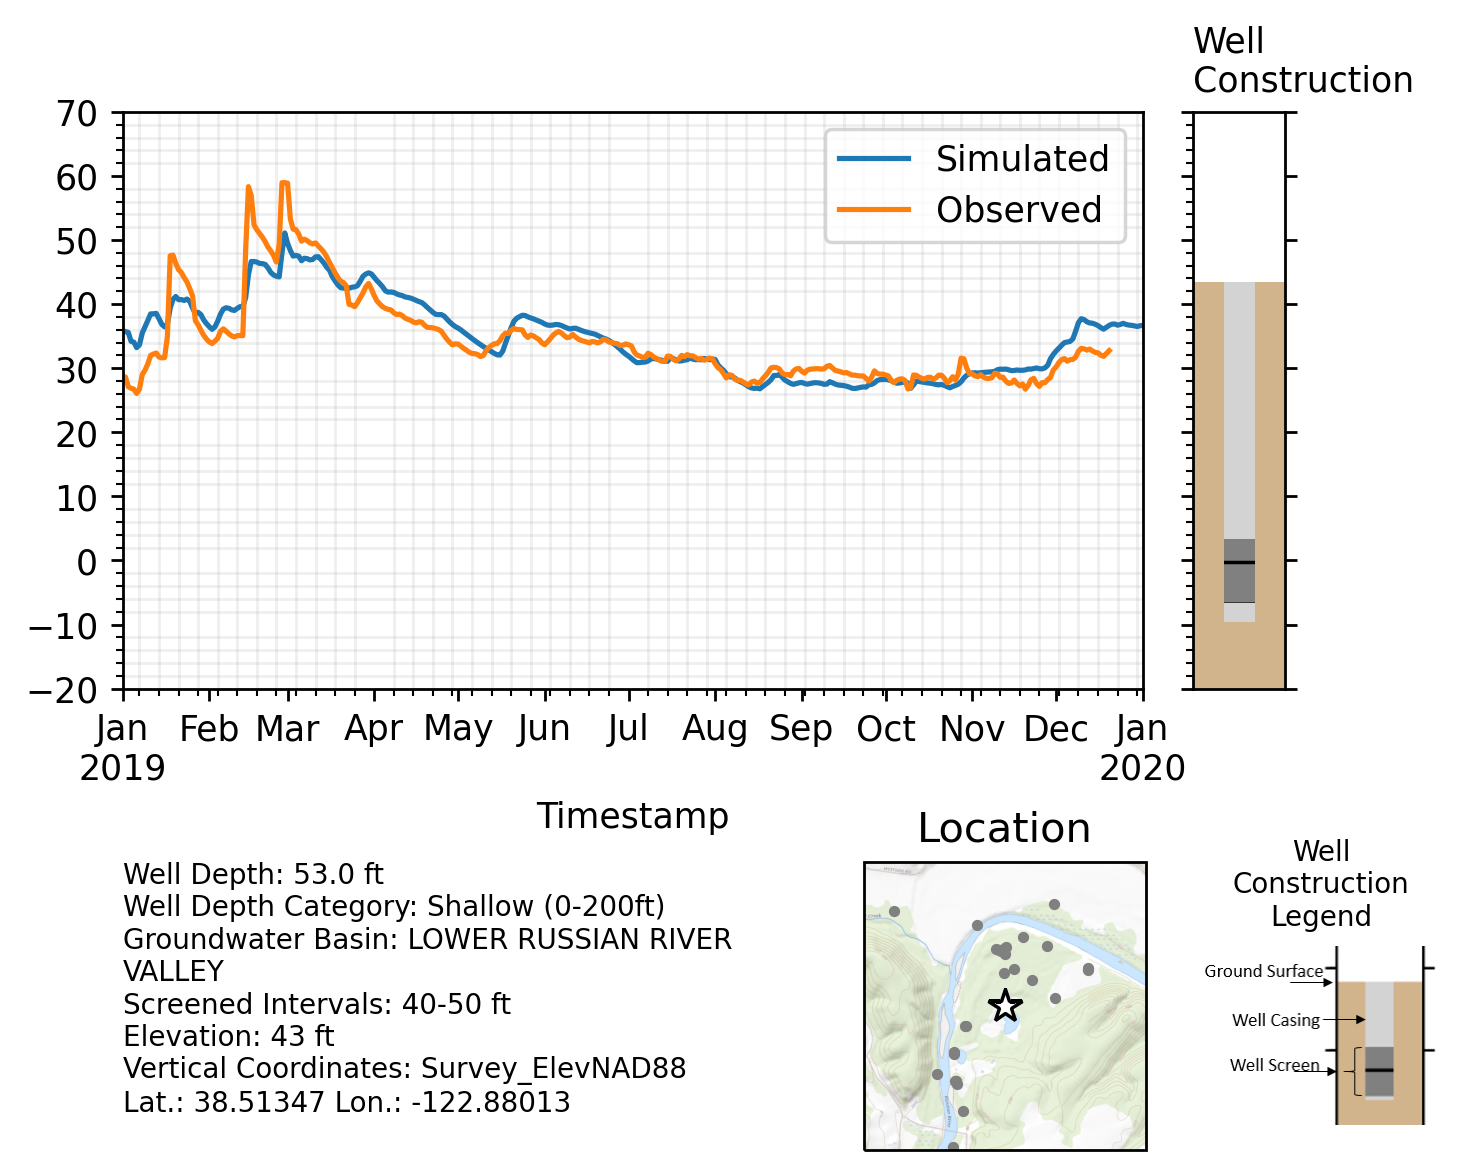 Well
Construction
70
60
50
40
30
20
10
0
−10
−20
Simulated
Observed
Jan Feb Mar Apr May Jun Jul Aug Sep Oct Nov Dec Jan
2019 2020
Timestamp
Well Depth: 53.0 ft
Well Depth Category: Shallow (0-200ft)
Groundwater Basin: LOWER RUSSIAN RIVER
VALLEY
Screened Intervals: 40-50 ft
Elevation: 43 ft
Vertical Coordinates: Survey_ElevNAD88
Lat.: 38.51347 Lon.: -122.88013
Location
Creek
Well
Construction
Legend
Ground Surface
Well Casing
Well Screen